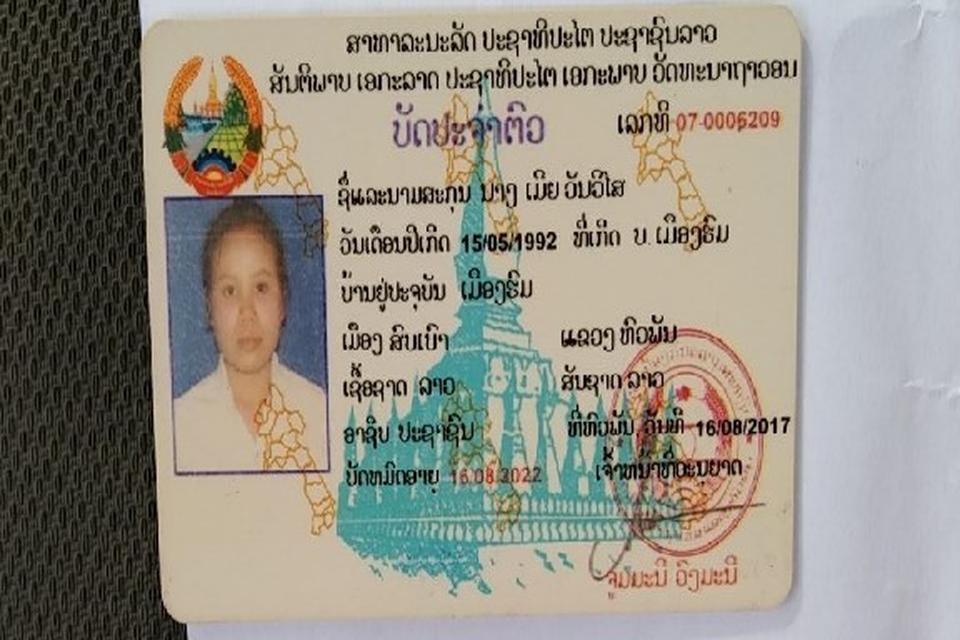 ສາທາລະນະລັດ ປະຊາທິປະໄຕ ປະຊາຊົນລາວ
ສັນຕິພາບ ເອກະລາດ ປະຊາທິປະໄຕ ເອກະພາບ ວັດທະນາຖາວອນ
ບັດປະຈຳຕົວ
ເລກທີ 07-0006209
ຊື່ແລະນາມສະກຸນ ນາງ ເມິຍ ວັນວິໄສ
ວັນເດືອນປີເກີດ 15/05/1992 ທີ່ເກີດ ບ. ເມືອງຮົມ
ບ້ານຢູ່ປະຈຸບັນ ເມືອງຮົມ
ເມືອງ ສົບເບົາ ແຂວງ ຫົວພັນ
ເຊື້ອຊາດ ລາວ ສັນຊາດ ລາວ
ອາຊີບ ປະຊາຊົນ ທີ່ຫົວພັນ ວັນທີ 16/08/2017
ບັດຫມົດອາຍຸ 16.08.2022 ເຈົ້າຫນ້າທີ່ອະນຸຍາດ
ຈູມມະນີ ວົງມະນີ